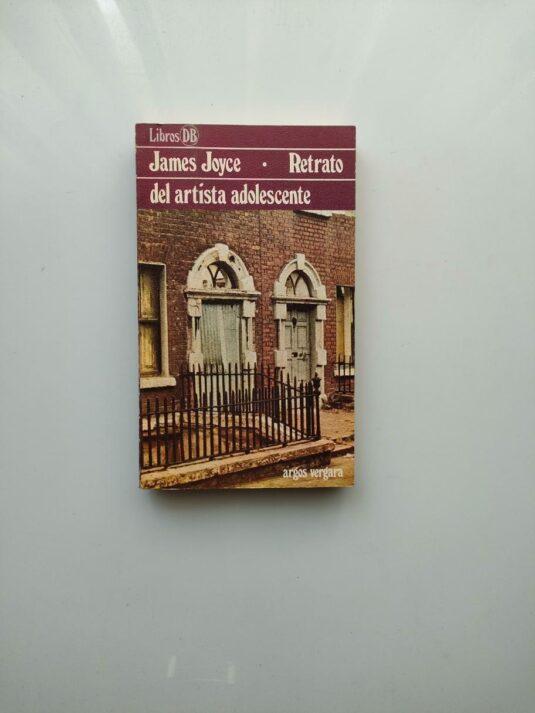 Libros DB
James Joyce · Retrato
del artista adolescente
argos vergara